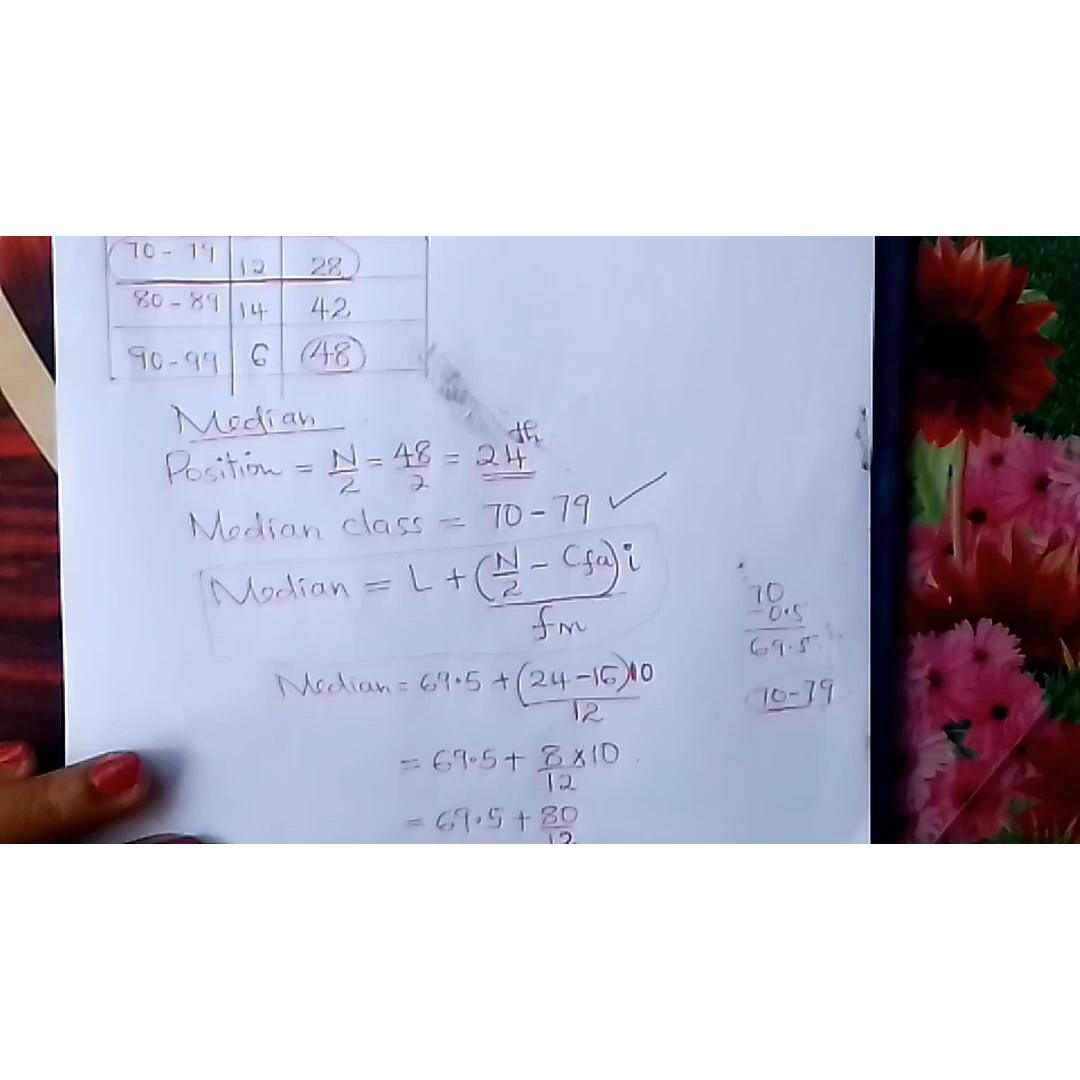 70 - 79 12 28
80 - 89 14 42
90 - 99 6 48
Median
Position = N/2 = 48/2 = 24th
Median class = 70 - 79 ✓
Median = L + (N/2 - Cfa) i / fm
70
- 0.5
69.5
Median = 69.5 + (24 - 16) 10 / 12
70 - 79
= 69.5 + 8 x 10 / 12
= 69.5 + 80 / 12